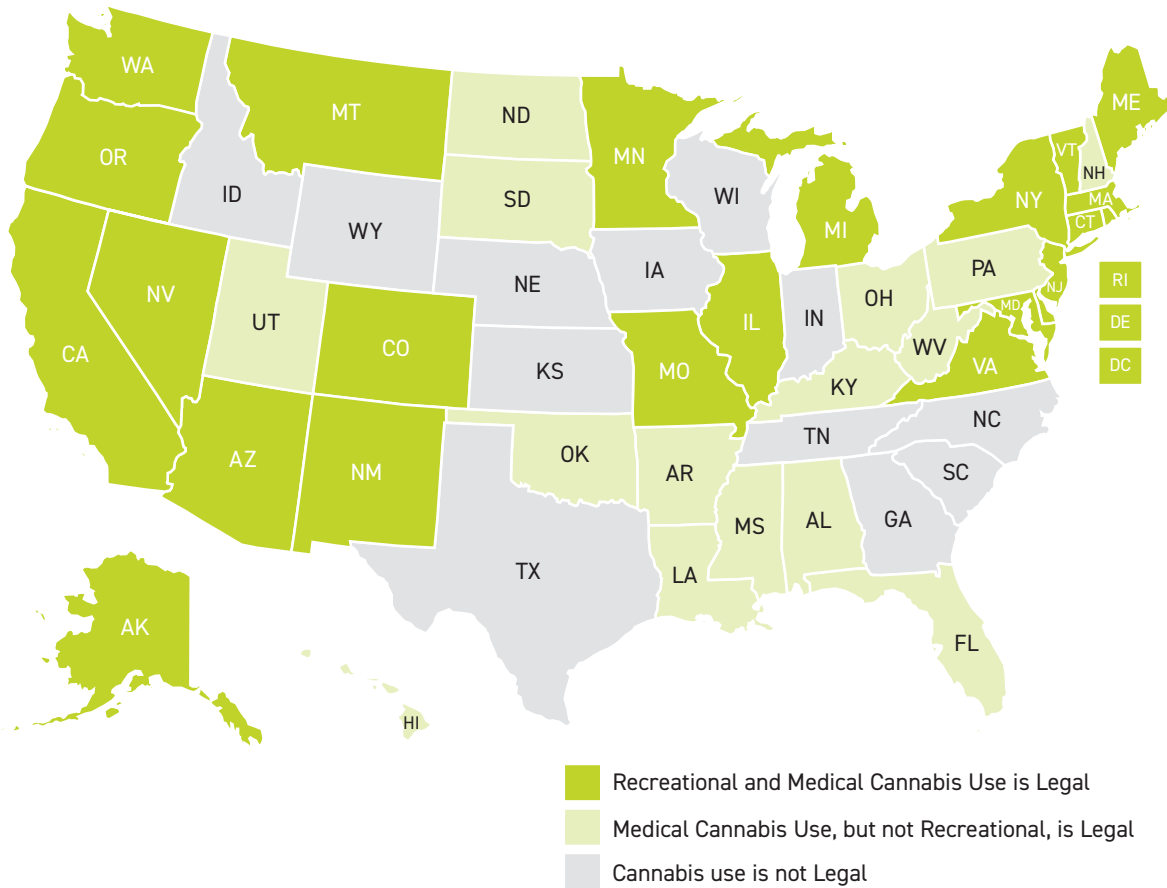 WA
MT
ND
MN
ME
OR
ID
SD
WI
VT
NH
NY
MA
CT
WY
MI
NV
NE
IA
PA
RI
NJ
UT
CO
IL
IN
OH
MD
DE
CA
KS
MO
WV
VA
DC
KY
AZ
NM
OK
AR
TN
NC
SC
MS
AL
GA
TX
LA
AK
FL
HI
Recreational and Medical Cannabis Use is Legal
Medical Cannabis Use, but not Recreational, is Legal
Cannabis use is not Legal